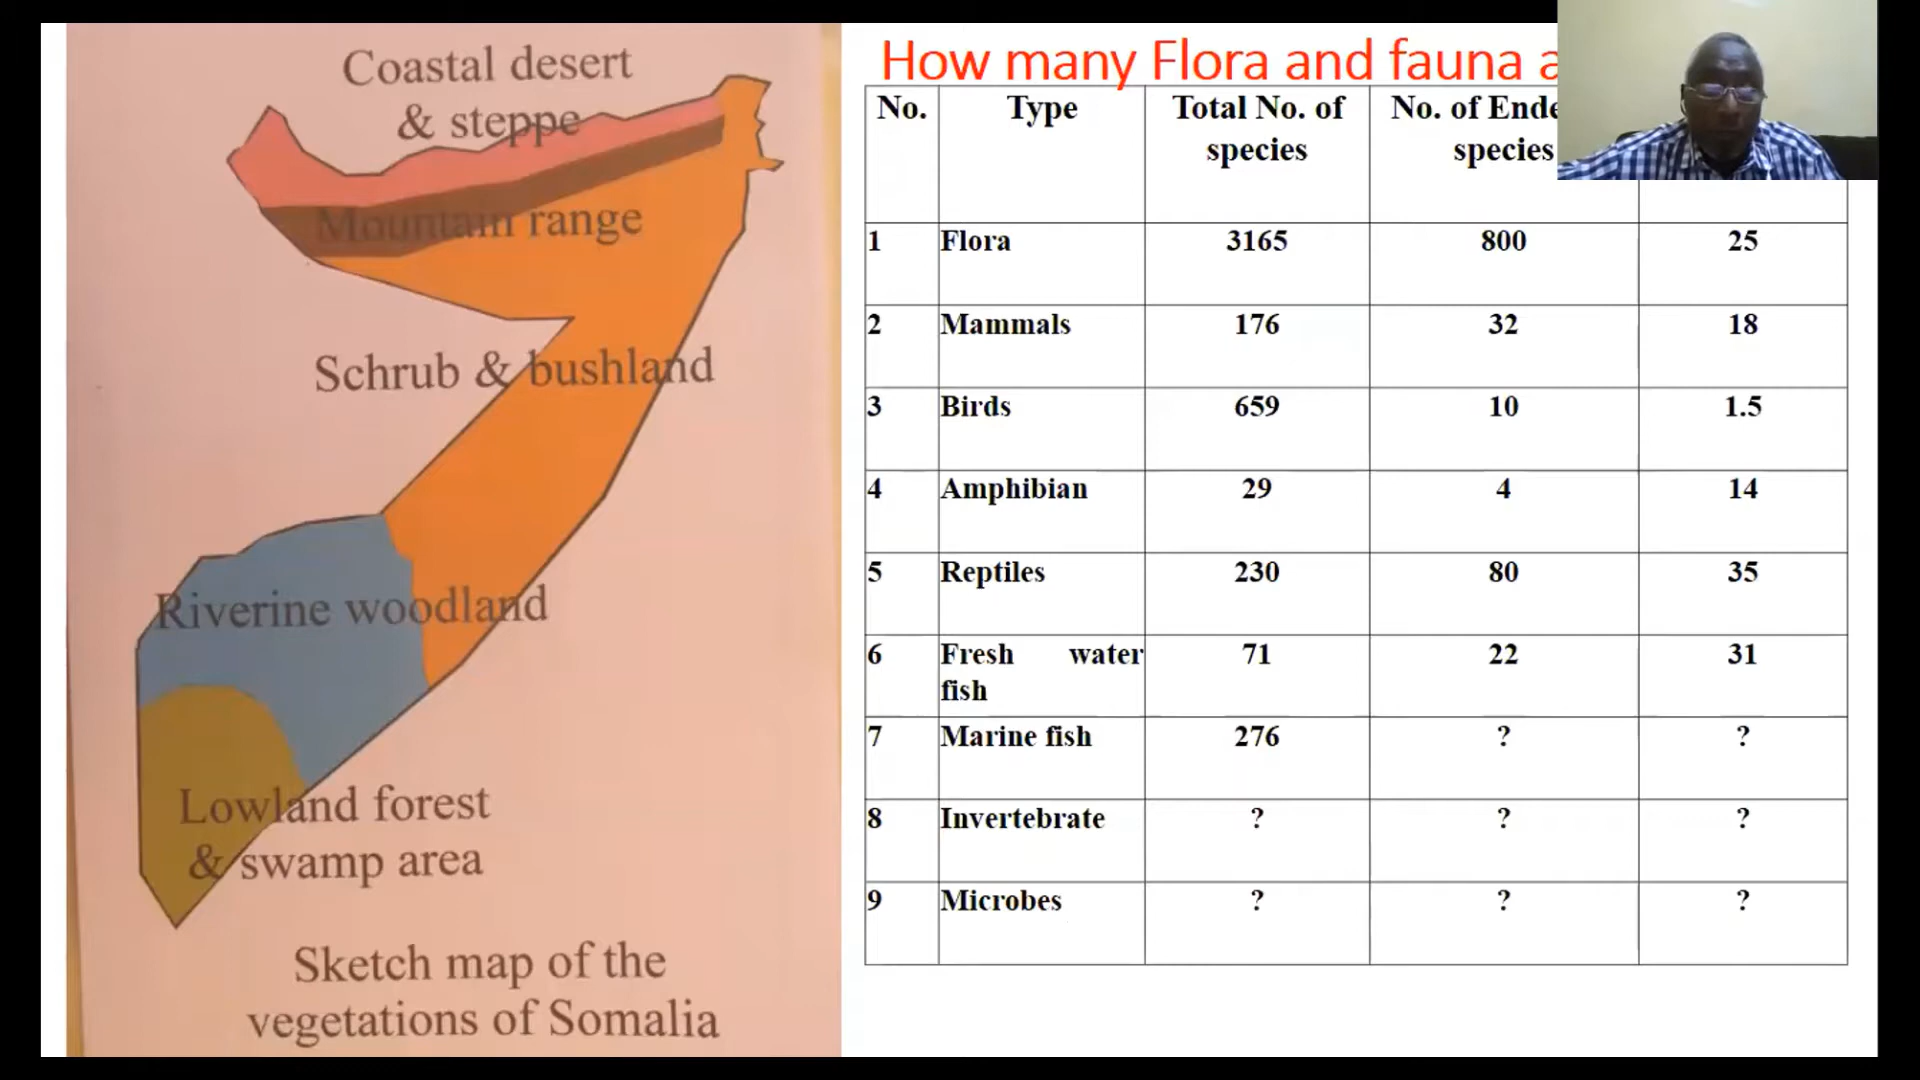 Coastal desert
& steppe
Mountain range
Schrub & bushland
Riverine woodland
Lowland forest
& swamp area
Sketch map of the
vegetations of Somalia
How many Flora and fauna
No. Type Total No. of species No. of species
1 Flora 3165 800 25
2 Mammals 176 32 18
3 Birds 659 10 1.5
4 Amphibian 29 4 14
5 Reptiles 230 80 35
6 Fresh water fish 71 22 31
7 Marine fish 276 ? ?
8 Invertebrate ? ? ?
9 Microbes ? ? ?